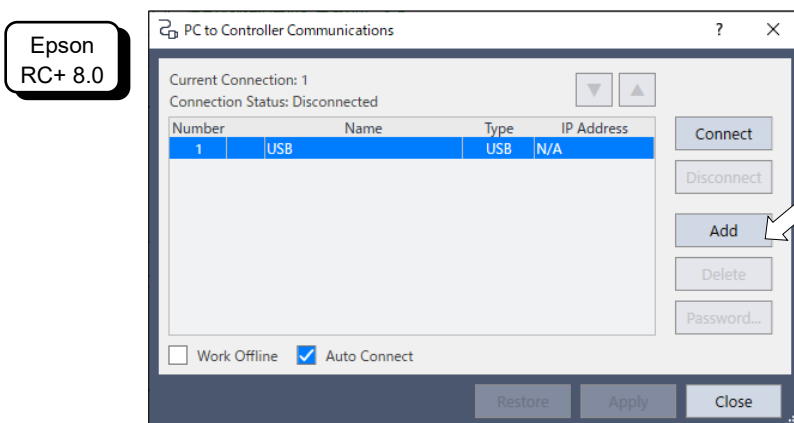 Epson
RC+ 8.0
PC to Controller Communications
?
Current Connection: 1
Connection Status: Disconnected
Number Name Type IP Address
1 USB USB N/A
Connect
Disconnect
Add
Delete
Password...
Work Offline Auto Connect
Restore Apply Close